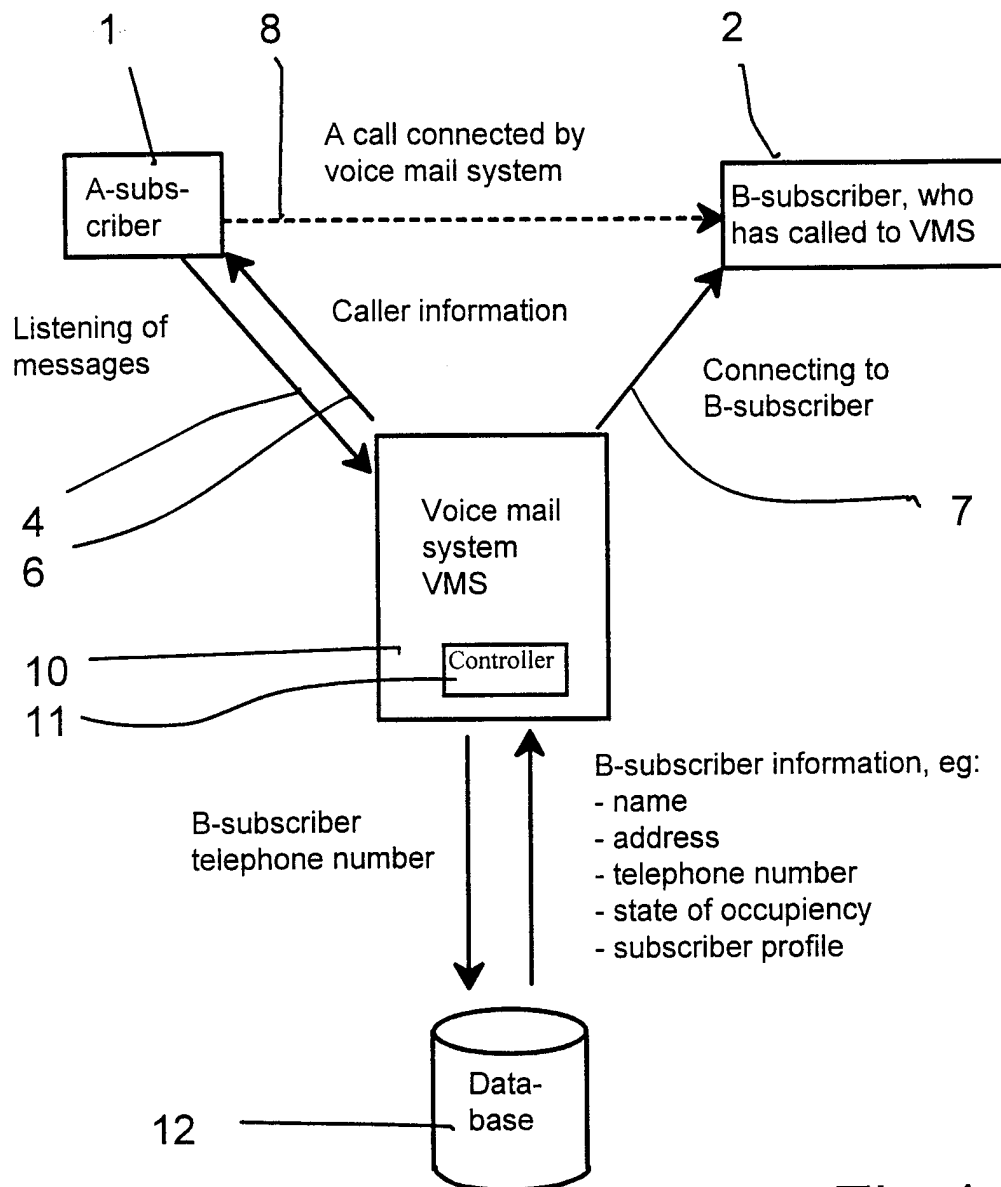 1
8
2
A call connected by
voice mail system
A-subs-
criber
B-subscriber, who
has called to VMS
Listening of
messages
Caller information
Connecting to
B-subscriber
4
6
7
Voice mail
system
VMS
10
Controller
11
B-subscriber
telephone number
B-subscriber information, eg:
- name
- address
- telephone number
- state of occupiency
- subscriber profile
Data-
base
12